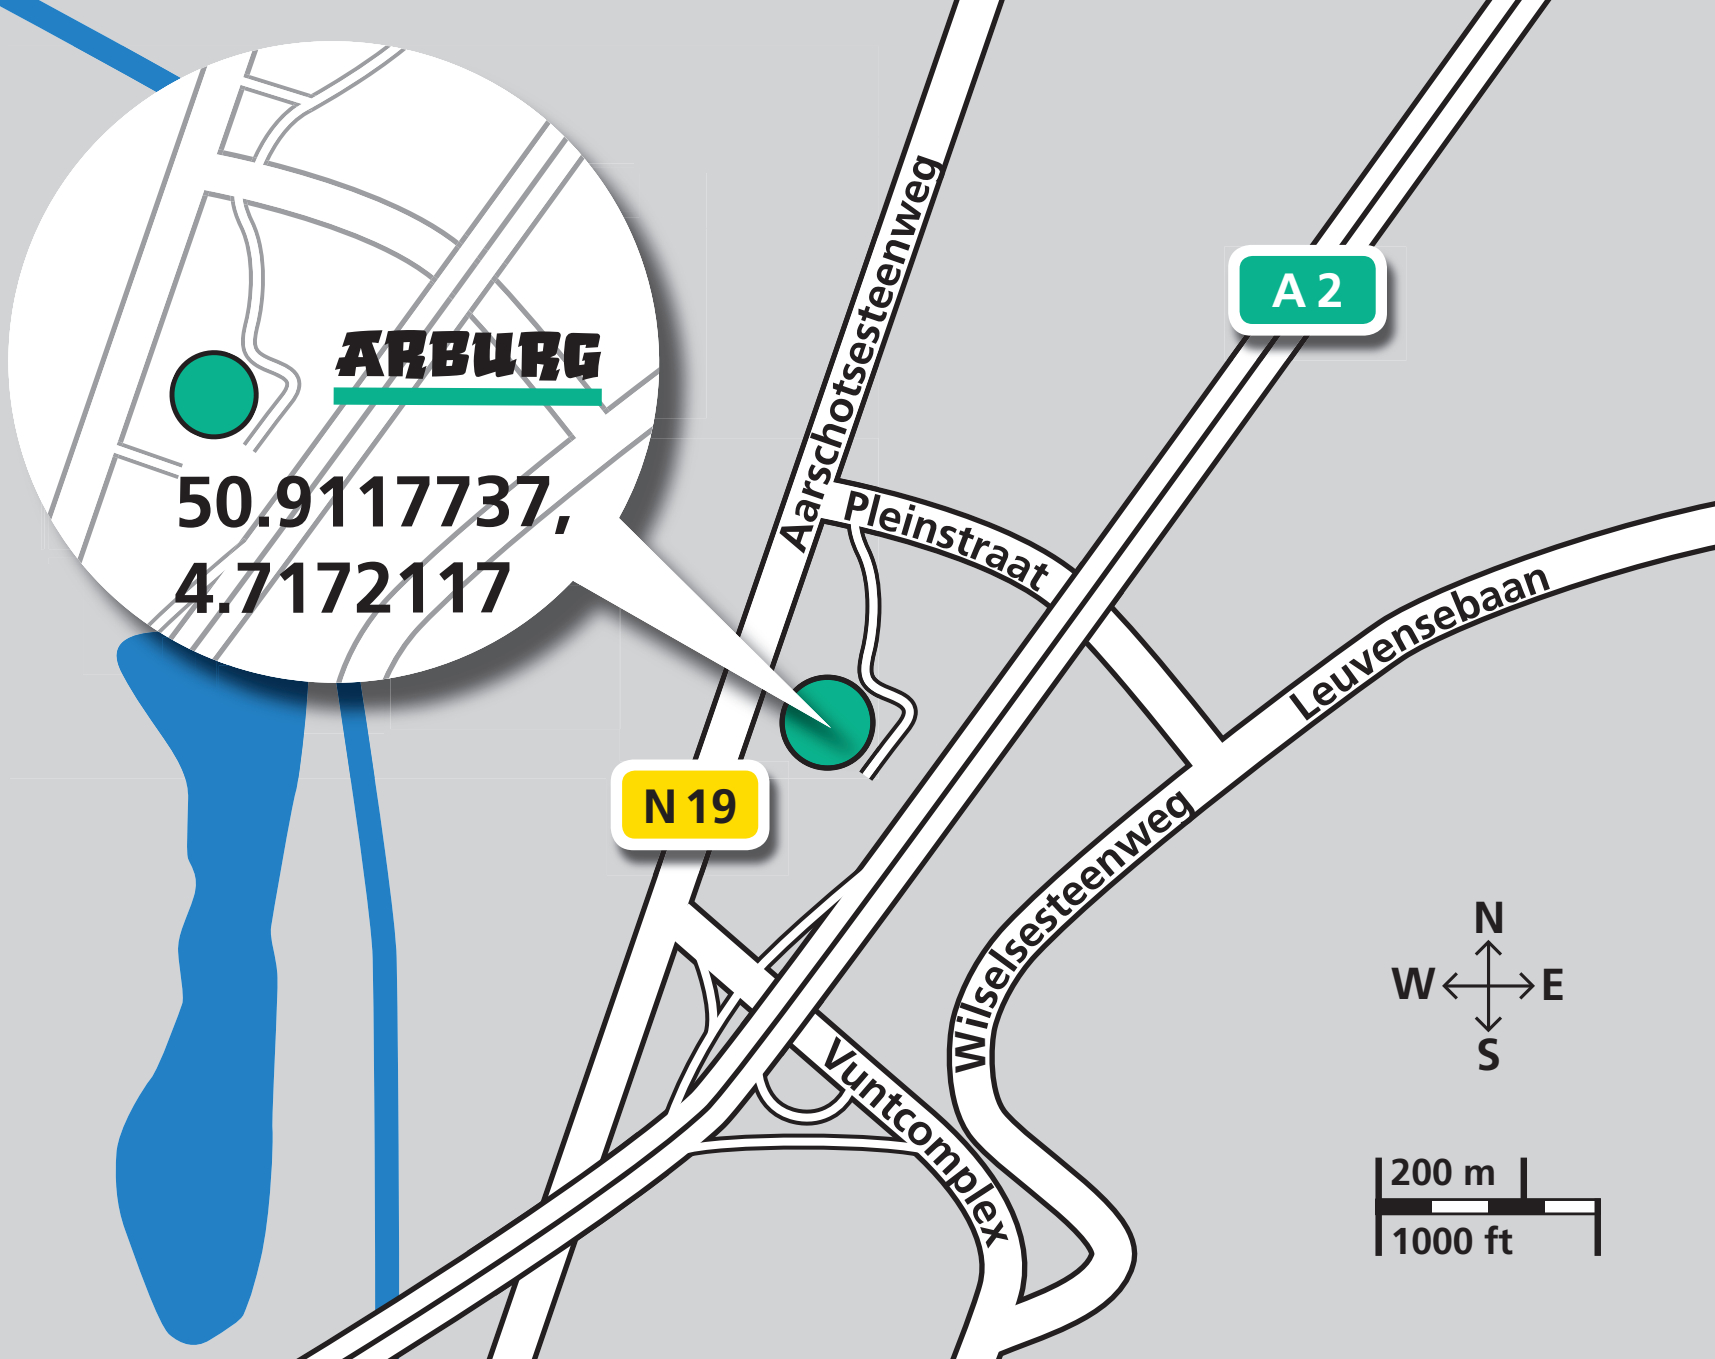 ARBURG
50.9117737,
4.7172117
Aarschotsesteenweg
A 2
Pleinstraat
Leuvensebaan
N 19
Wilselsesteenweg
Vuntcomplex
N
W E
S
200 m
1000 ft